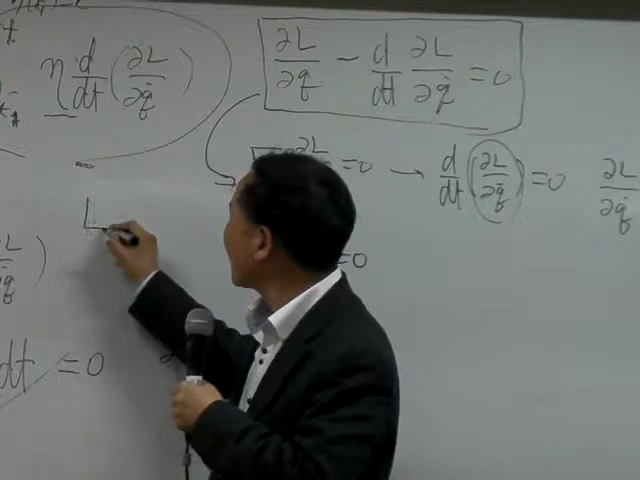 η d/dt (∂L/∂q̇)
∂L/∂q − d/dt ∂L/∂q̇ = 0
∂L = 0 → d/dt (∂L/∂q̇) = 0 ∂L/∂q̇
L
= 0
dt = 0